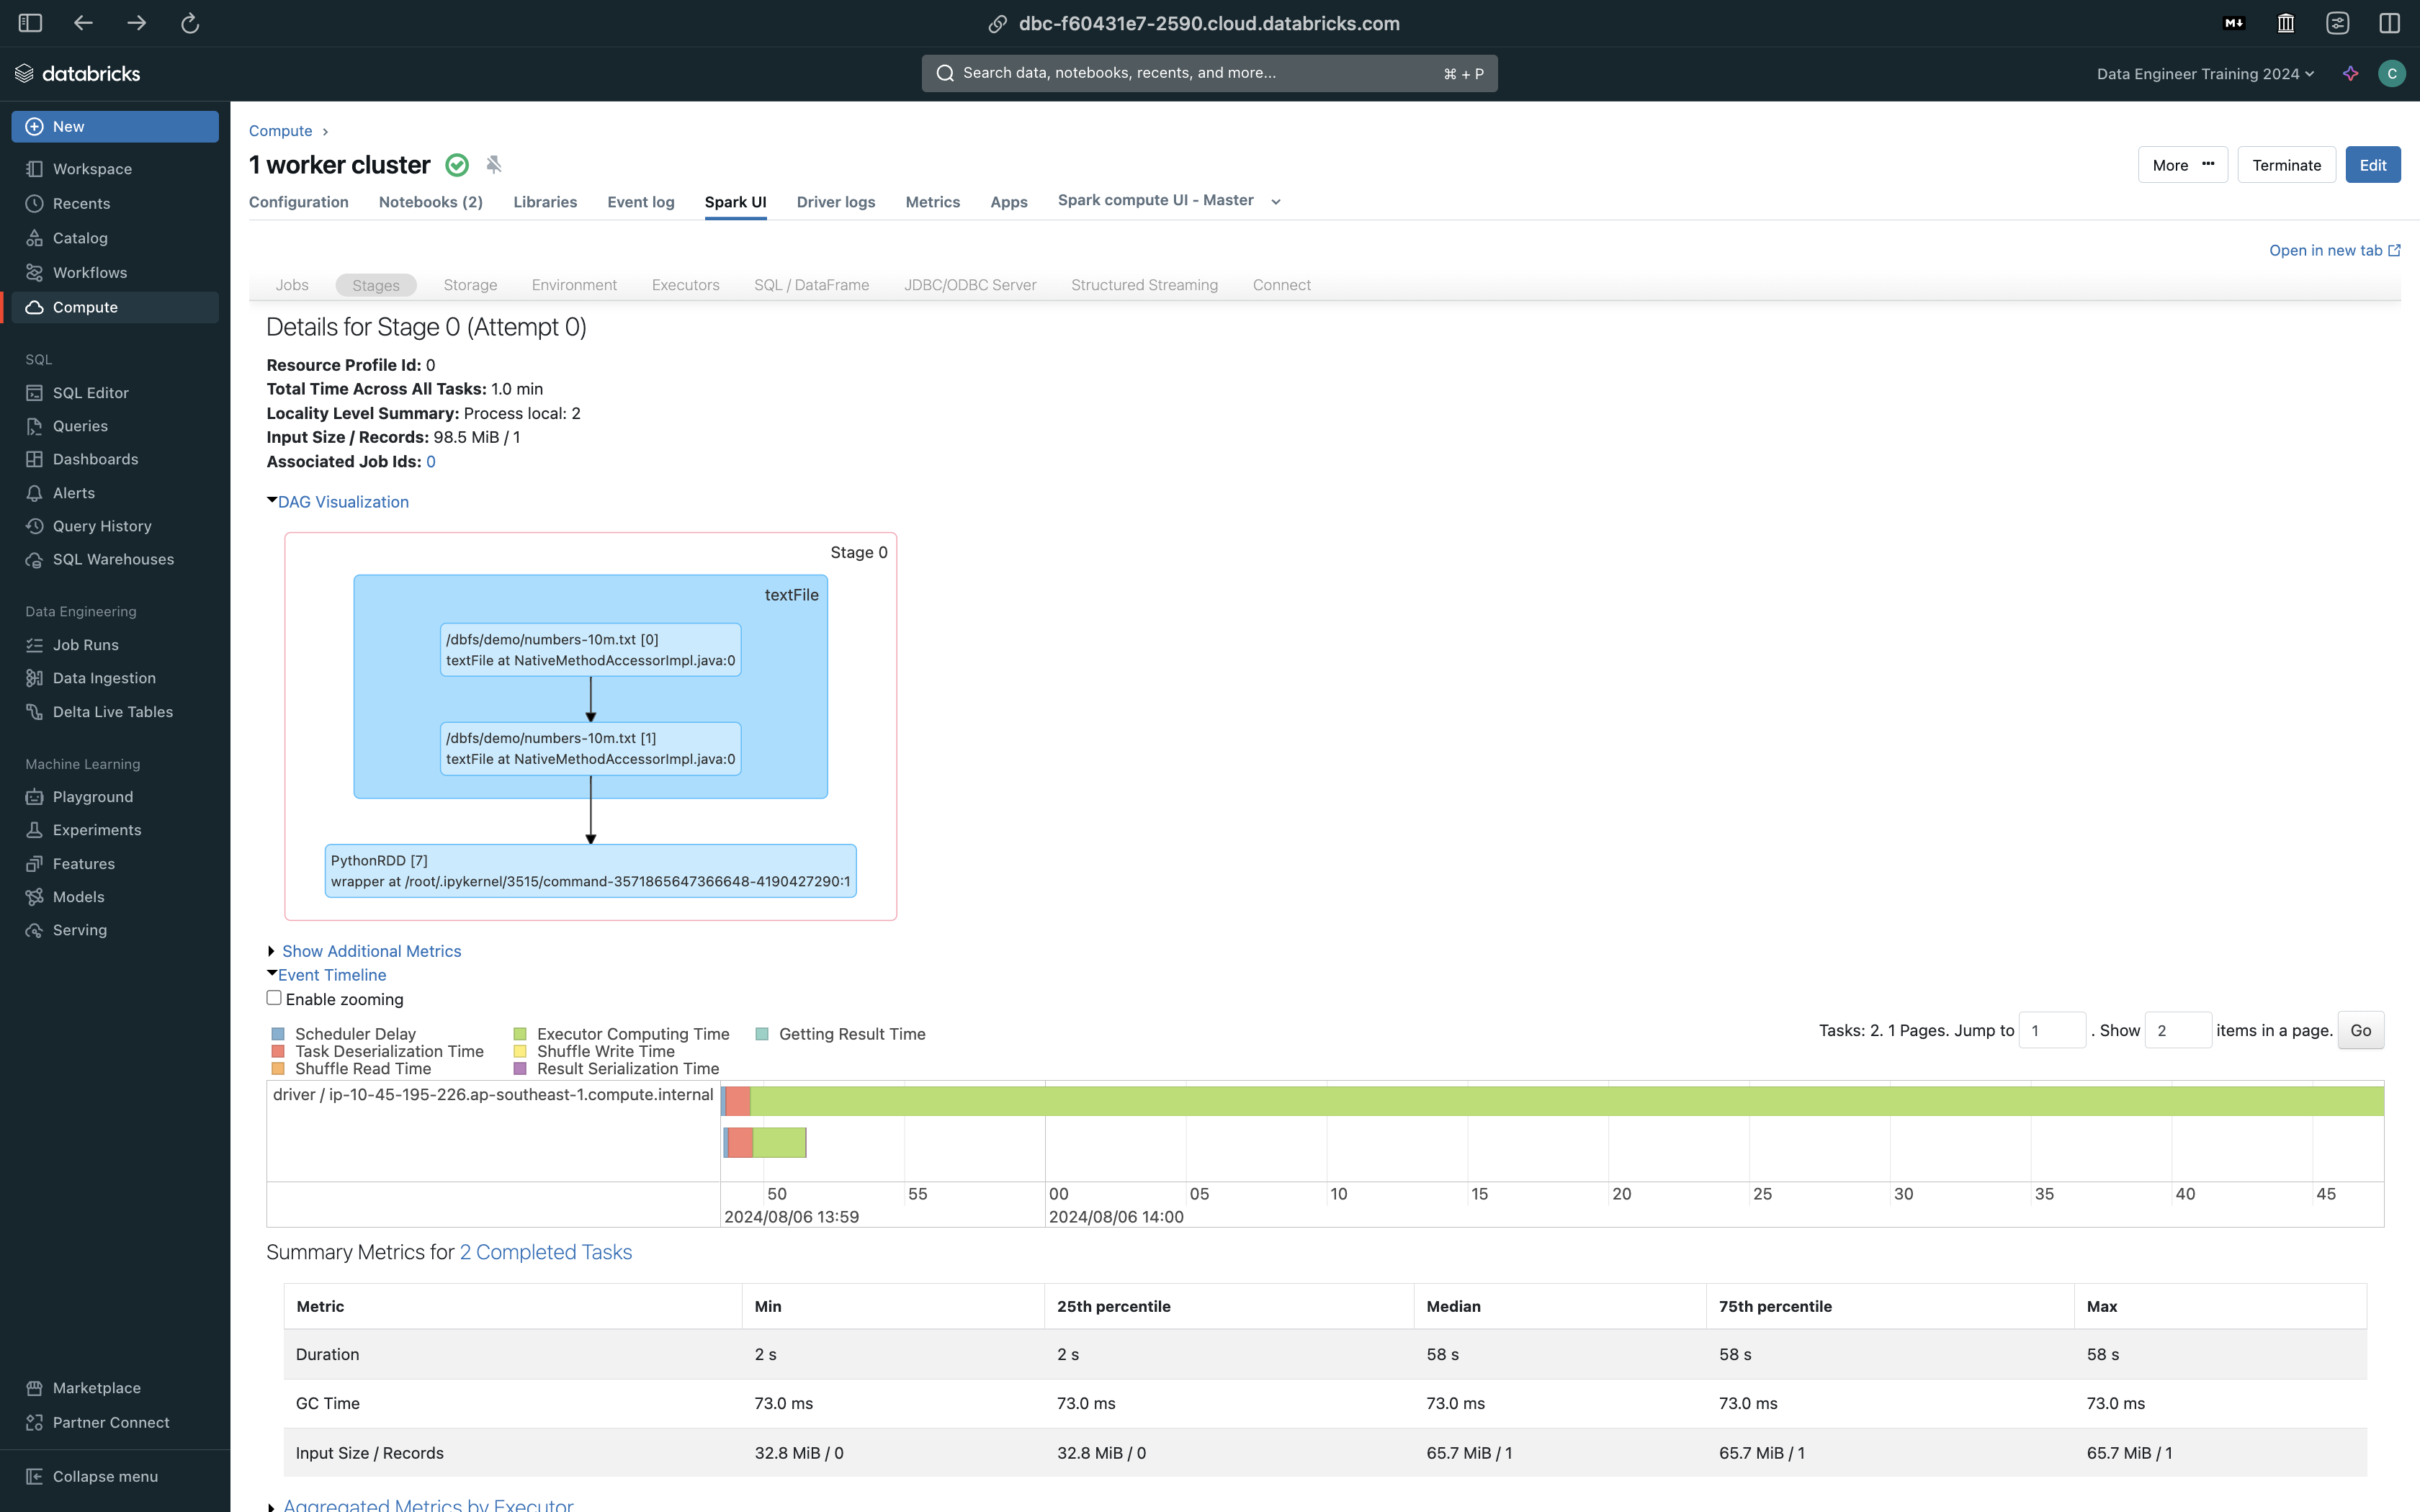 dbc-f60431e7-2590.cloud.databricks.com
M↓
databricks
Search data, notebooks, recents, and more...
⌘ + P
Data Engineer Training 2024
C
New
Workspace
Recents
Catalog
Workflows
Compute
SQL
SQL Editor
Queries
Dashboards
Alerts
Query History
SQL Warehouses
Data Engineering
Job Runs
Data Ingestion
Delta Live Tables
Machine Learning
Playground
Experiments
Features
Models
Serving
Marketplace
Partner Connect
Collapse menu
Compute ›
1 worker cluster
More ···
Terminate
Edit
Configuration Notebooks (2) Libraries Event log Spark UI Driver logs Metrics Apps Spark compute UI - Master
Open in new tab
Jobs Stages Storage Environment Executors SQL / DataFrame JDBC/ODBC Server Structured Streaming Connect
Details for Stage 0 (Attempt 0)
Resource Profile Id: 0
Total Time Across All Tasks: 1.0 min
Locality Level Summary: Process local: 2
Input Size / Records: 98.5 MiB / 1
Associated Job Ids: 0
DAG Visualization
Stage 0
textFile
/dbfs/demo/numbers-10m.txt [0]
textFile at NativeMethodAccessorImpl.java:0
/dbfs/demo/numbers-10m.txt [1]
textFile at NativeMethodAccessorImpl.java:0
PythonRDD [7]
wrapper at /root/.ipykernel/3515/command-3571865647366648-4190427290:1
Show Additional Metrics
Event Timeline
Enable zooming
Scheduler Delay Executor Computing Time Getting Result Time
Task Deserialization Time Shuffle Write Time
Shuffle Read Time Result Serialization Time
Tasks: 2. 1 Pages. Jump to 1 . Show 2 items in a page. Go
driver / ip-10-45-195-226.ap-southeast-1.compute.internal
50 55 00 05 10 15 20 25 30 35 40 45
2024/08/06 13:59 2024/08/06 14:00
Summary Metrics for 2 Completed Tasks
Metric Min 25th percentile Median 75th percentile Max
Duration 2 s 2 s 58 s 58 s 58 s
GC Time 73.0 ms 73.0 ms 73.0 ms 73.0 ms 73.0 ms
Input Size / Records 32.8 MiB / 0 32.8 MiB / 0 65.7 MiB / 1 65.7 MiB / 1 65.7 MiB / 1
Aggregated Metrics by Executor